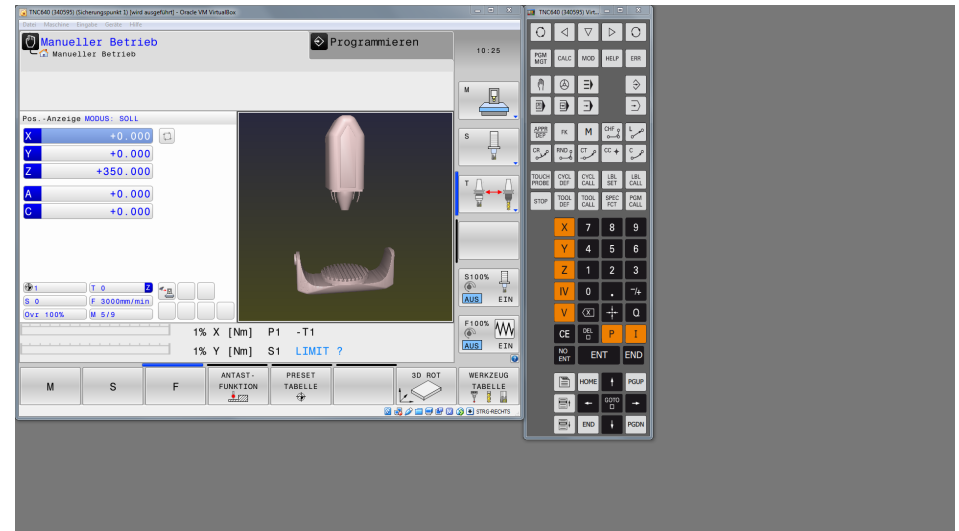 TNC640 (340595) (Sicherungspunkt 1) [wird ausgeführt] - Oracle VM VirtualBox
Datei Maschine Eingabe Geräte Hilfe
Manueller Betrieb
Manueller Betrieb
Programmieren
10:25
Pos.-Anzeige MODUS: SOLL
X +0.000
Y +0.000
Z +350.000
A +0.000
C +0.000
1 T 0 Z
S 0 F 3000mm/min
Ovr 100% M 5/9
1% X [Nm] P1 -T1
1% Y [Nm] S1 LIMIT ?
M
S
T
S100%
AUS EIN
F100%
AUS EIN
M
S
F
ANTAST-
FUNKTION
PRESET
TABELLE
3D ROT
WERKZEUG
TABELLE
STRG-RECHTS
TNC640 (340595) Virt...
PGM MGT CALC MOD HELP ERR
APPR DEP FK M CHF L
CR RND CT CC C
TOUCH PROBE CYCL DEF CYCL CALL LBL SET LBL CALL
STOP TOOL DEF TOOL CALL SPEC FCT PGM CALL
X 7 8 9
Y 4 5 6
Z 1 2 3
IV 0 . -/+
V Q
CE DEL P I
NO ENT ENT END
HOME PGUP
GOTO
END PGDN